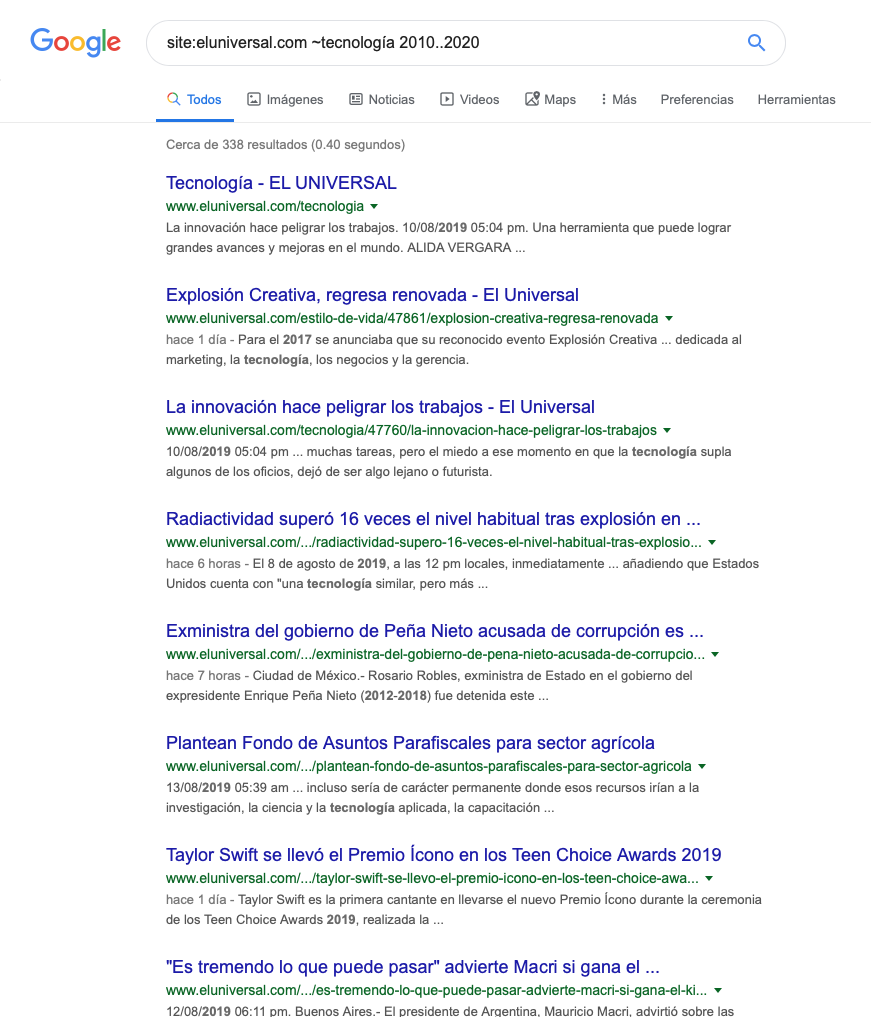 Google
site:eluniversal.com ~tecnología 2010..2020
Todos Imágenes Noticias Videos Maps Más Preferencias Herramientas
Cerca de 338 resultados (0.40 segundos)
Tecnología - EL UNIVERSAL
www.eluniversal.com/tecnologia
La innovación hace peligrar los trabajos. 10/08/2019 05:04 pm. Una herramienta que puede lograr
grandes avances y mejoras en el mundo. ALIDA VERGARA ...
Explosión Creativa, regresa renovada - El Universal
www.eluniversal.com/estilo-de-vida/47861/explosion-creativa-regresa-renovada
hace 1 día - Para el 2017 se anunciaba que su reconocido evento Explosión Creativa ... dedicada al
marketing, la tecnología, los negocios y la gerencia.
La innovación hace peligrar los trabajos - El Universal
www.eluniversal.com/tecnologia/47760/la-innovacion-hace-peligrar-los-trabajos
10/08/2019 05:04 pm ... muchas tareas, pero el miedo a ese momento en que la tecnología supla
algunos de los oficios, dejó de ser algo lejano o futurista.
Radiactividad superó 16 veces el nivel habitual tras explosión en ...
www.eluniversal.com/.../radiactividad-supero-16-veces-el-nivel-habitual-tras-explosio...
hace 6 horas - El 8 de agosto de 2019, a las 12 pm locales, inmediatamente ... añadiendo que Estados
Unidos cuenta con "una tecnología similar, pero más ...
Exministra del gobierno de Peña Nieto acusada de corrupción es ...
www.eluniversal.com/.../exministra-del-gobierno-de-pena-nieto-acusada-de-corrupcio...
hace 7 horas - Ciudad de México.- Rosario Robles, exministra de Estado en el gobierno del
expresidente Enrique Peña Nieto (2012-2018) fue detenida este ...
Plantean Fondo de Asuntos Parafiscales para sector agrícola
www.eluniversal.com/.../plantean-fondo-de-asuntos-parafiscales-para-sector-agricola
13/08/2019 05:39 am ... incluso sería de carácter permanente donde esos recursos irían a la
investigación, la ciencia y la tecnología aplicada, la capacitación ...
Taylor Swift se llevó el Premio Ícono en los Teen Choice Awards 2019
www.eluniversal.com/.../taylor-swift-se-llevo-el-premio-icono-en-los-teen-choice-awa...
hace 1 día - Taylor Swift es la primera cantante en llevarse el nuevo Premio Ícono durante la ceremonia
de los Teen Choice Awards 2019, realizada la ...
"Es tremendo lo que puede pasar" advierte Macri si gana el ...
www.eluniversal.com/.../es-tremendo-lo-que-puede-pasar-advierte-macri-si-gana-el-ki...
12/08/2019 06:11 pm. Buenos Aires.- El presidente de Argentina, Mauricio Macri, advirtió sobre las